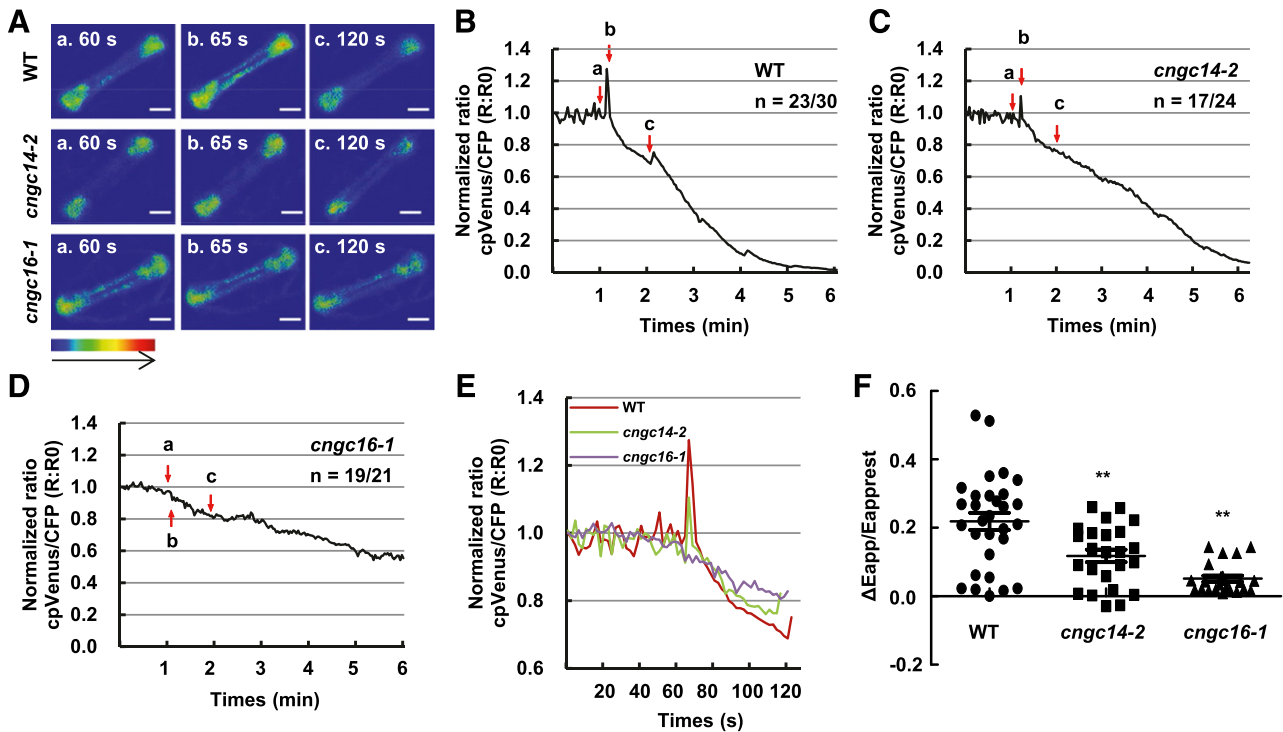 A
WT
a. 60 s
b. 65 s
c. 120 s
cngc14-2
a. 60 s
b. 65 s
c. 120 s
cngc16-1
a. 60 s
b. 65 s
c. 120 s
B
Normalized ratio
cpVenus/CFP (R:R0)
1.4
1.2
1.0
0.8
0.6
0.4
0.2
0.0
a
b
c
WT
n = 23/30
1 2 3 4 5 6
Times (min)
C
Normalized ratio
cpVenus/CFP (R:R0)
1.4
1.2
1.0
0.8
0.6
0.4
0.2
0.0
a
b
c
cngc14-2
n = 17/24
1 2 3 4 5 6
Times (min)
D
Normalized ratio
cpVenus/CFP (R:R0)
1.4
1.2
1.0
0.8
0.6
0.4
0.2
0.0
a
b
c
cngc16-1
n = 19/21
1 2 3 4 5 6
Times (min)
E
Normalized ratio
cpVenus/CFP (R:R0)
1.4
1.2
1.0
0.8
0.6
WT
cngc14-2
cngc16-1
20 40 60 80 100 120
Times (s)
F
ΔEapp/Eapprest
0.6
0.4
0.2
0.0
-0.2
**
**
WT
cngc14-2
cngc16-1